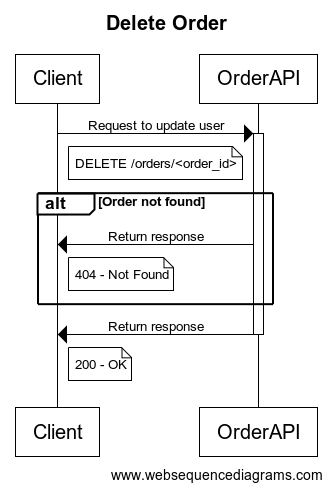 Delete Order
Client OrderAPI
Request to update user
DELETE /orders/<order_id>
alt [Order not found]
Return response
404 - Not Found
Return response
200 - OK
Client OrderAPI
www.websequencediagrams.com